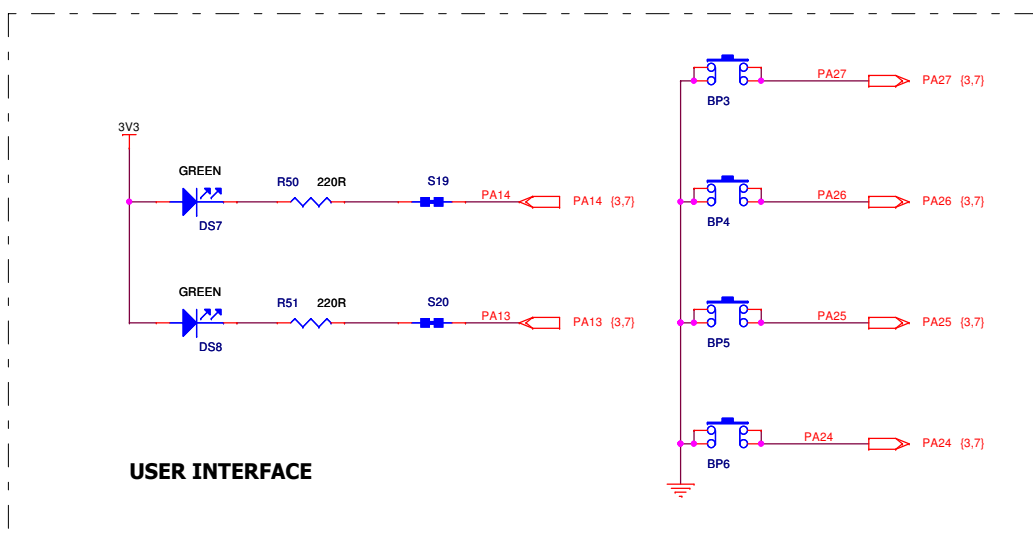 3V3
GREEN
DS7
R50 220R
S19
PA14
PA14 {3,7}
GREEN
DS8
R51 220R
S20
PA13
PA13 {3,7}
USER INTERFACE
BP3
PA27
PA27 {3,7}
BP4
PA26
PA26 {3,7}
BP5
PA25
PA25 {3,7}
BP6
PA24
PA24 {3,7}